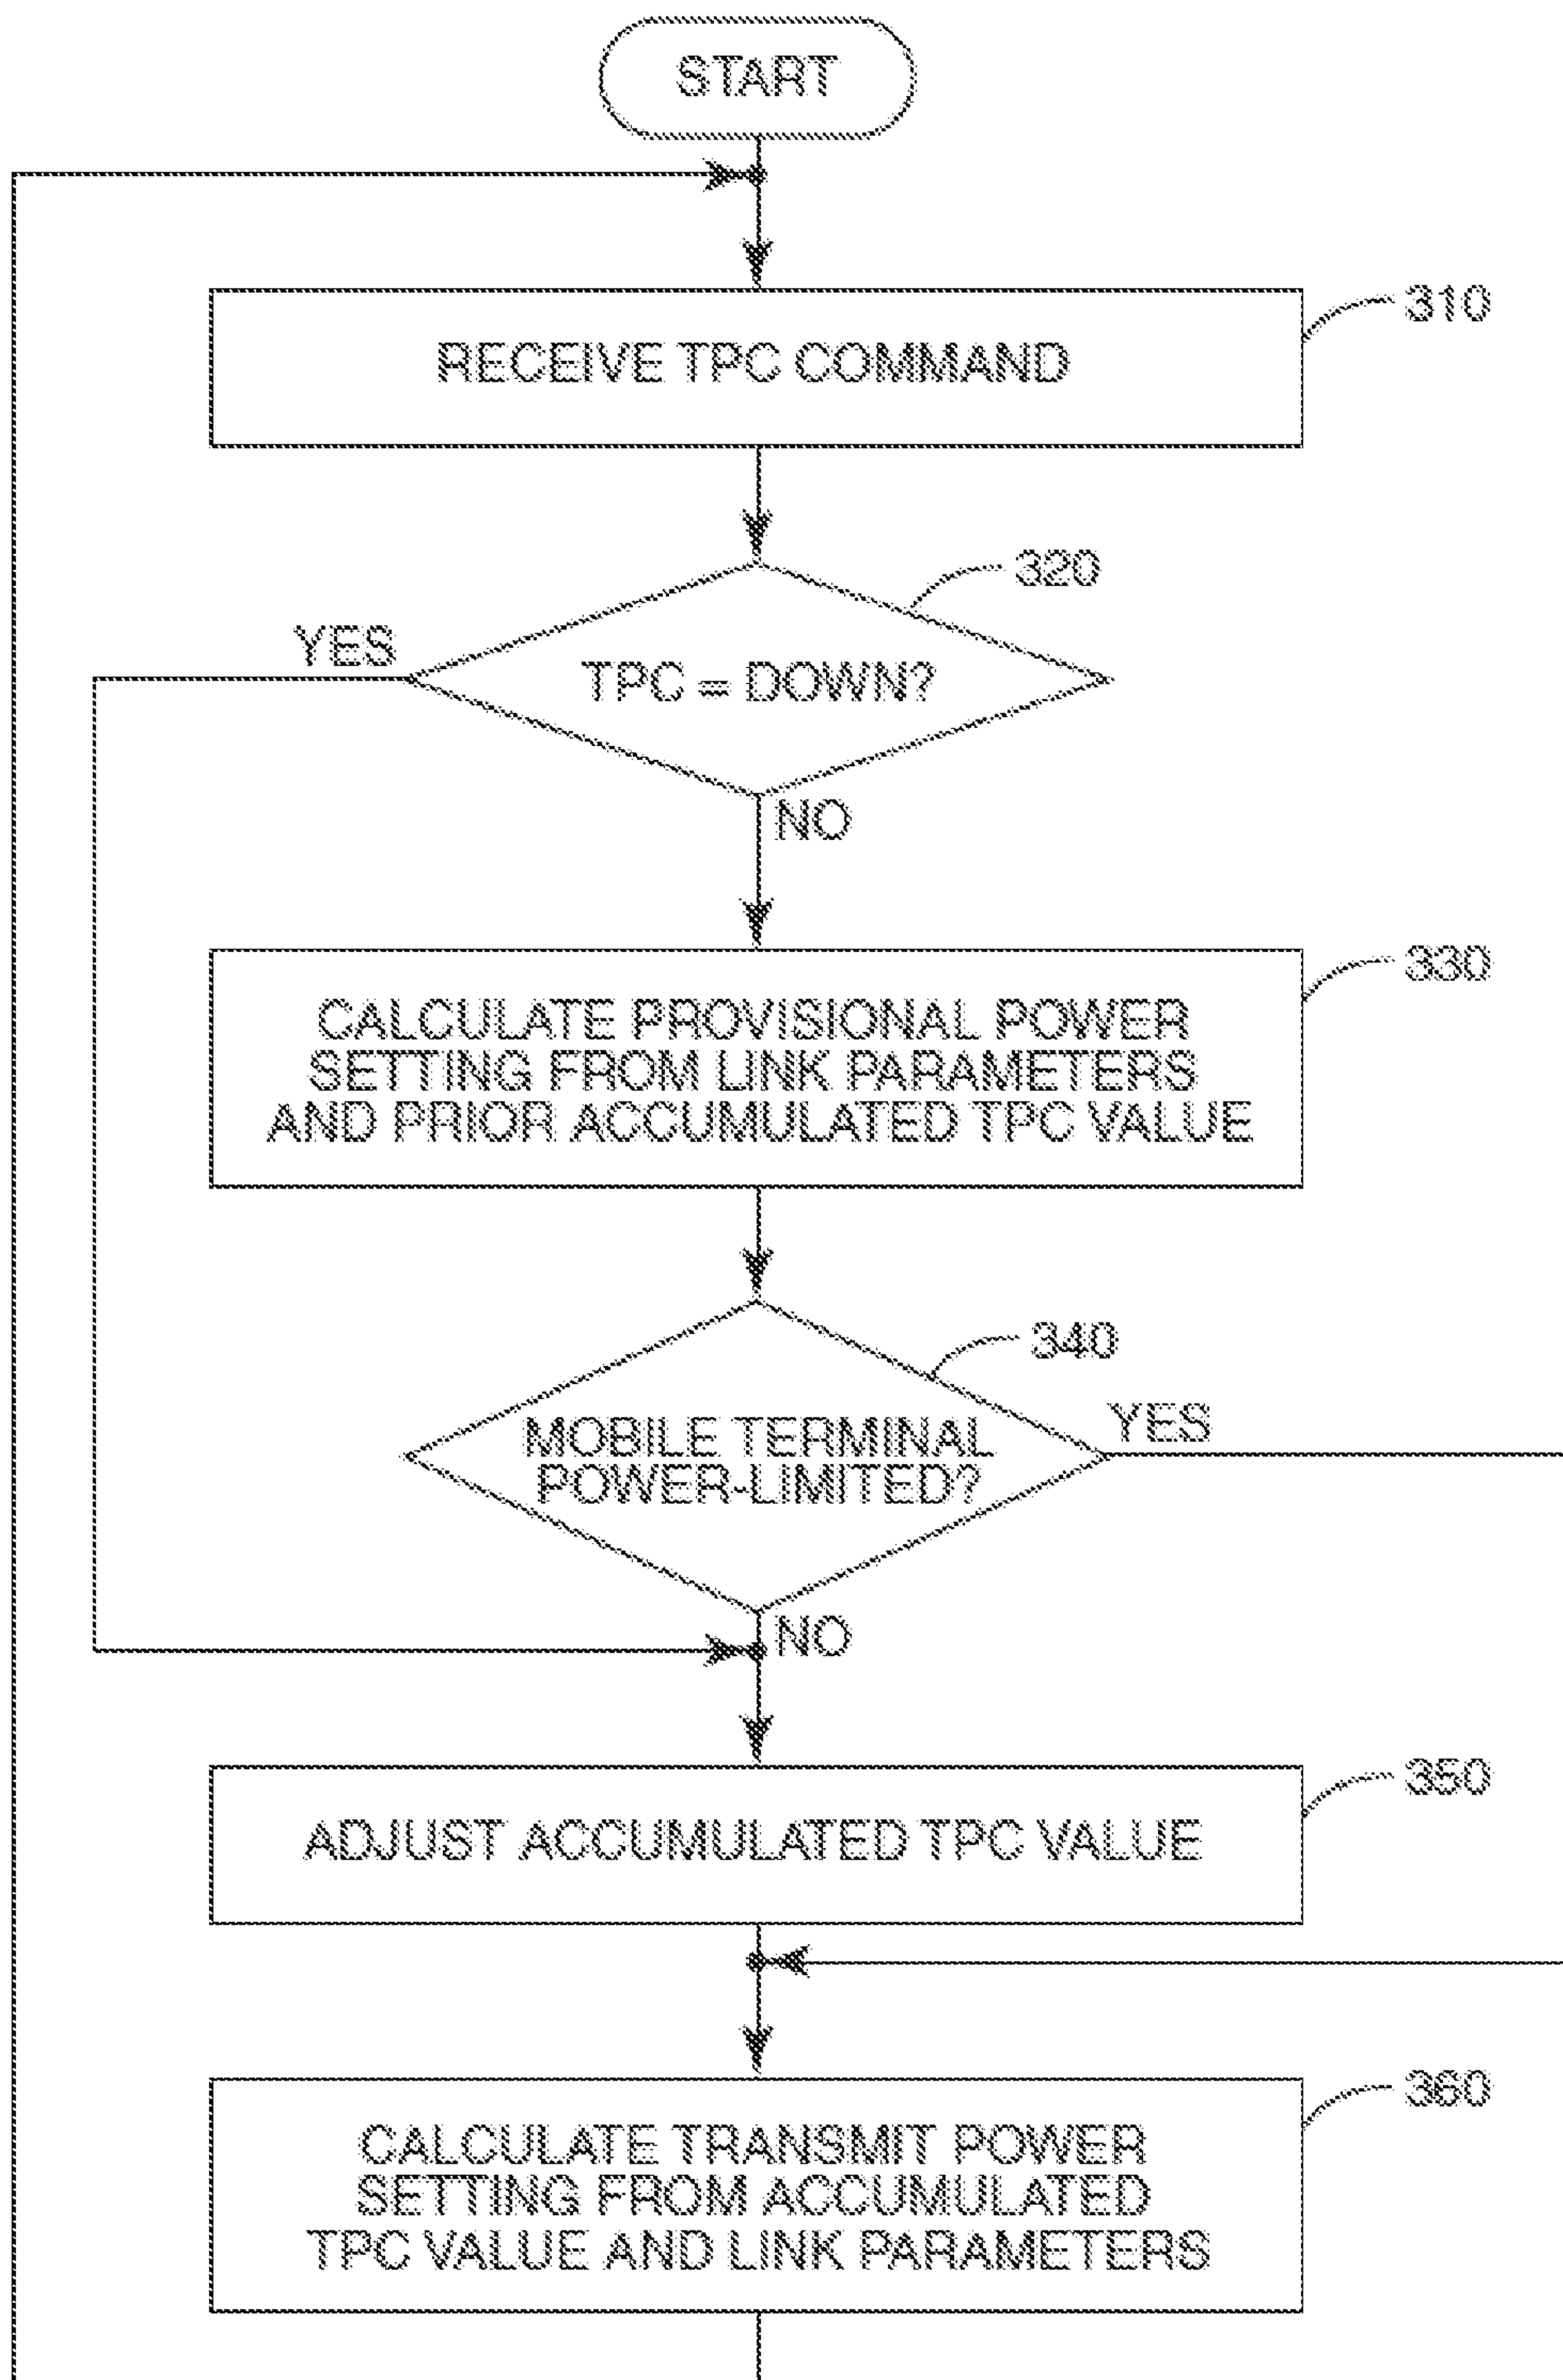 START
RECEIVE TPC COMMAND
310
320
YES
TPC = DOWN?
NO
330
CALCULATE PROVISIONAL POWER
SETTING FROM LINK PARAMETERS
AND PRIOR ACCUMULATED TPC VALUE
340
MOBILE TERMINAL
POWER-LIMITED?
YES
NO
350
ADJUST ACCUMULATED TPC VALUE
360
CALCULATE TRANSMIT POWER
SETTING FROM ACCUMULATED
TPC VALUE AND LINK PARAMETERS